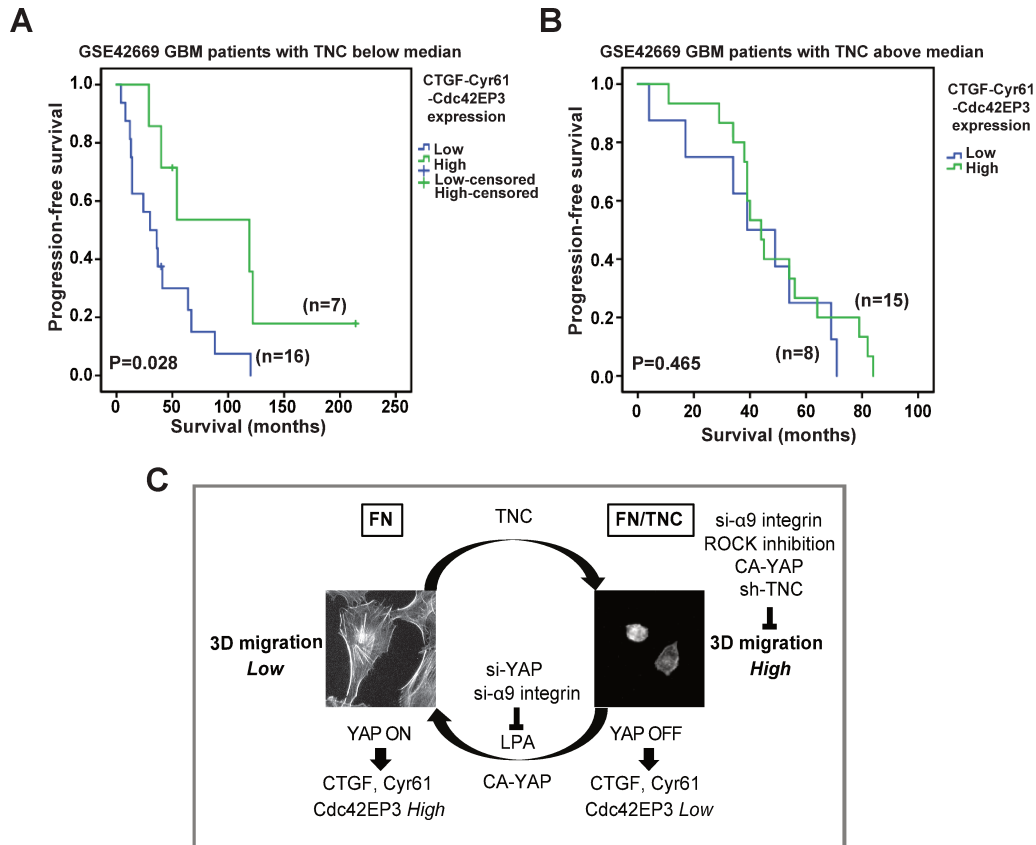 A
GSE42669 GBM patients with TNC below median
Progression-free survival
1.0
0.8
0.6
0.4
0.2
0.0
0
50
100
150
200
250
Survival (months)
P=0.028
(n=7)
(n=16)
CTGF-Cyr61
-Cdc42EP3
expression
Low
High
Low-censored
High-censored
B
GSE42669 GBM patients with TNC above median
Progression-free survival
1.0
0.8
0.6
0.4
0.2
0.0
0
20
40
60
80
100
Survival (months)
P=0.465
(n=15)
(n=8)
CTGF-Cyr61
-Cdc42EP3
expression
Low
High
C
FN
TNC
FN/TNC
si-α9 integrin
ROCK inhibition
CA-YAP
sh-TNC
3D migration
Low
3D migration
High
si-YAP
si-α9 integrin
LPA
CA-YAP
YAP ON
CTGF, Cyr61
Cdc42EP3 High
YAP OFF
CTGF, Cyr61
Cdc42EP3 Low